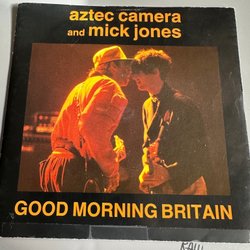 aztec camera
and mick jones
GOOD MORNING BRITAIN